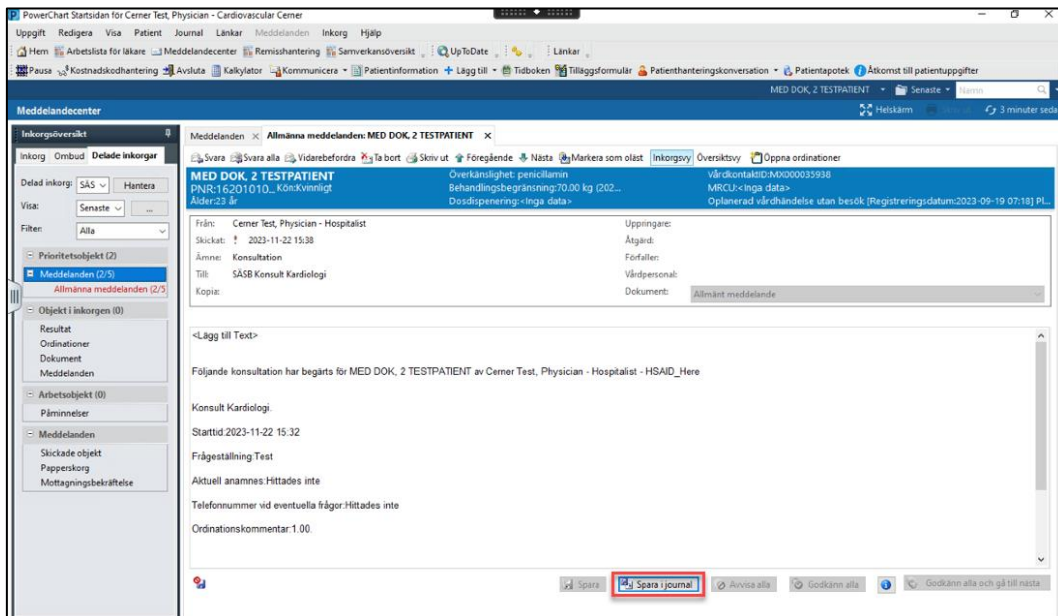 PowerChart Startsidan för Cerner Test, Physician - Cardiovascular Cerner
Uppgift Redigera Visa Patient Journal Länkar Meddelanden Inkorg Hjälp
Hem Arbetslista för läkare Meddelandecenter Remisshantering Samverkansöversikt UpToDate Länkar
Pausa Kostnadskodhantering Avsluta Kalkylator Kommunicera Patientinformation Lägg till Tidboken Tilläggsformulär Patienthanteringskonversation Patientapotek Åtkomst till patientuppgifter
MED DOK, 2 TESTPATIENT Senaste Namn
Meddelandecenter Helskärm Skriv ut 3 minuter seda
Inkorgsöversikt
Inkorg Ombud Delade inkorgar
Delad inkorg: SÄS Hantera
Visa: Senaste ...
Filter: Alla
Prioritetsobjekt (2)
Meddelanden (2/5)
Allmänna meddelanden (2/5
Objekt i inkorgen (0)
Resultat
Ordinationer
Dokument
Meddelanden
Arbetsobjekt (0)
Påminnelser
Meddelanden
Skickade objekt
Papperskorg
Mottagningsbekräftelse
Meddelanden Allmänna meddelanden: MED DOK, 2 TESTPATIENT
Svara Svara alla Vidarebefordra Ta bort Skriv ut Föregående Nästa Markera som oläst Inkorgsvy Översiktsvy Öppna ordinationer
MED DOK, 2 TESTPATIENT Överkänslighet: penicillamin VårdkontaktID:MX000035938
PNR:16201010... Kön:Kvinnligt Behandlingsbegränsning:70.00 kg (202... MRCU:<Inga data>
Ålder:23 år Dosdispenering:<Inga data> Oplanerad vårdhändelse utan besök [Registreringsdatum:2023-09-19 07:18] Pl...
Från: Cerner Test, Physician - Hospitalist Uppringare:
Skickat: ! 2023-11-22 15:38 Åtgärd:
Ämne: Konsultation Förfaller:
Till: SÄSB Konsult Kardiologi Vårdpersonal:
Kopia: Dokument: Allmänt meddelande
<Lägg till Text>
Följande konsultation har begärts för MED DOK, 2 TESTPATIENT av Cerner Test, Physician - Hospitalist - HSAID_Here
Konsult Kardiologi.
Starttid:2023-11-22 15:32
Frågeställning:Test
Aktuell anamnes:Hittades inte
Telefonnummer vid eventuella frågor:Hittades inte
Ordinationskommentar:1.00.
Spara Spara i journal Avvisa alla Godkänn alla Godkänn alla och gå till nästa